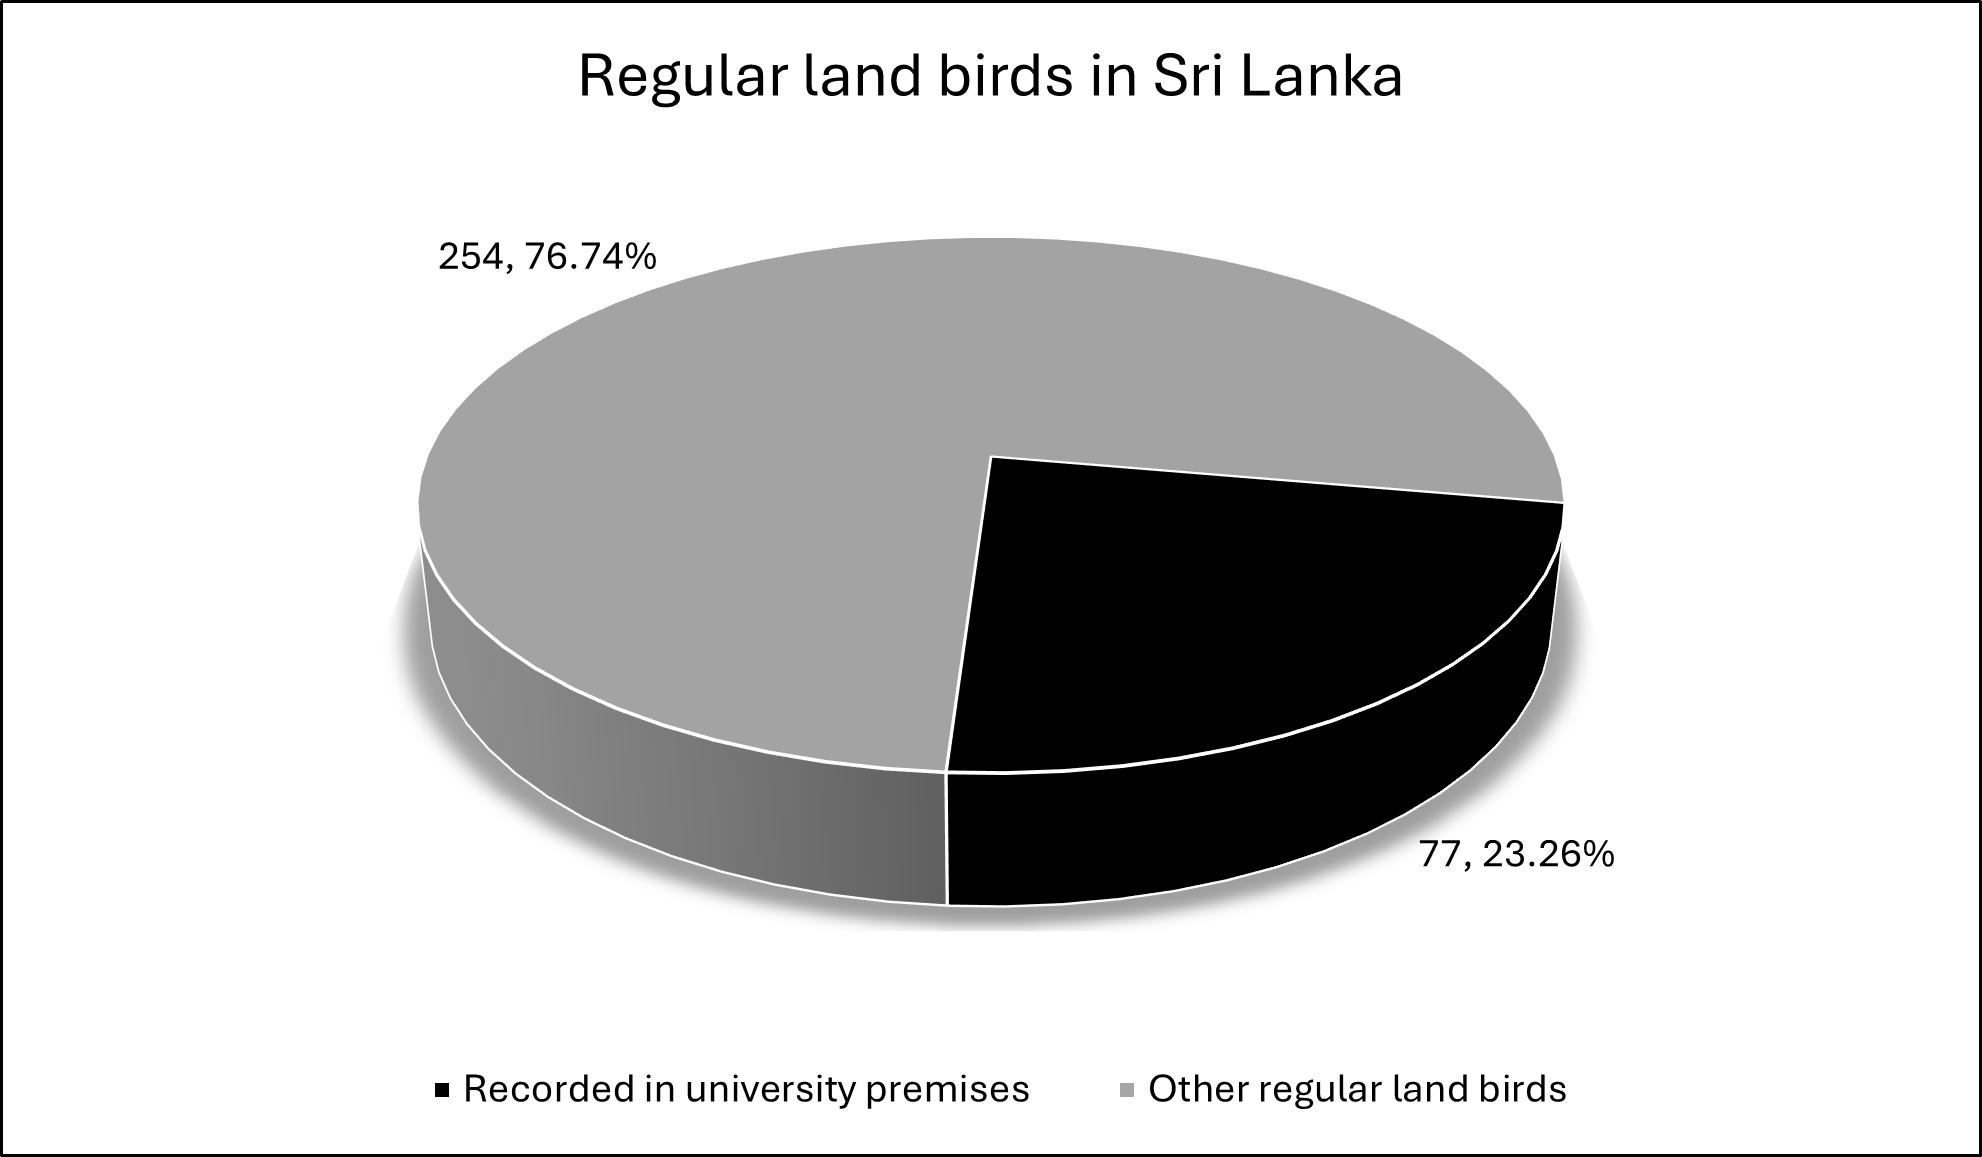 Regular land birds in Sri Lanka
254, 76.74%
77, 23.26%
Recorded in university premises
Other regular land birds